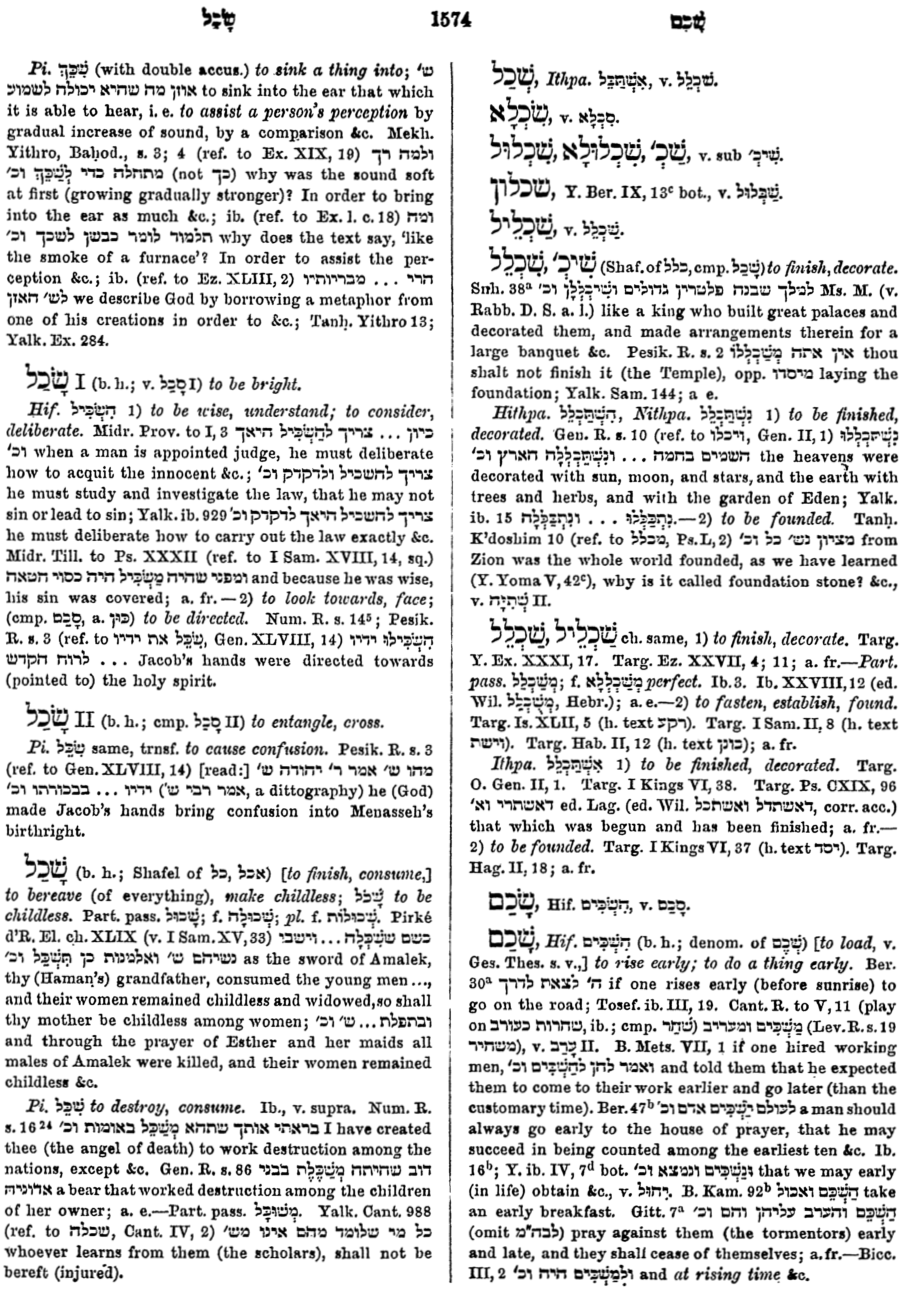 שָׂכַל 1574 שָׁכַם
Pi. שִׁכֵּךְ (with double accus.) to sink a thing into; ש׳
אוזן מה שהיא יכולה לשמוע to sink into the ear that which
it is able to hear, i. e. to assist a person's perception by
gradual increase of sound, by a comparison &c. Mekh.
Yithro, Baḥod., s. 3; 4 (ref. to Ex. XIX, 19) ולמה רך
מתחלה כדי לְשַׁכֵּךְ וכ׳ (not כך) why was the sound soft
at first (growing gradually stronger)? In order to bring
into the ear as much &c.; ib. (ref. to Ex. l. c. 18) ומה
תלמוד לומר כבשן לשכך וכ׳ why does the text say, 'like
the smoke of a furnace'? In order to assist the per-
ception &c.; ib. (ref. to Ez. XLIII, 2) הרי ... מבריותיו
לש׳ האזן we describe God by borrowing a metaphor from
one of his creations in order to &c.; Tanḥ. Yithro 13;
Yalk. Ex. 284.
שָׂכַל I (b. h.; v. סָכַל I) to be bright.
Hif. הִשְׂכִּיל 1) to be wise, understand; to consider,
deliberate. Midr. Prov. to I, 3 כיון ... צריך לְהַשְׂכִּיל היאך
וכ׳ when a man is appointed judge, he must deliberate
how to acquit the innocent &c.; צריך להשכיל ולדקדק וכ׳
he must study and investigate the law, that he may not
sin or lead to sin; Yalk. ib. 929 צריך להשכיל היאך לדקדק וכ׳
he must deliberate how to carry out the law exactly &c.
Midr. Till. to Ps. XXXII (ref. to I Sam. XVIII, 14, sq.)
ומפני שהיה מַשְׂכִּיל היה כסוי חטאה and because he was wise,
his sin was covered; a. fr.—2) to look towards, face;
(cmp. סָכַם, a. כּוּן) to be directed. Num. R. s. 14⁵; Pesik.
R. s. 3 (ref. to שִׂכֵּל את ידיו, Gen. XLVIII, 14) הִשְׂכִּילוּ ידיו
לרוח הקדש ... Jacob's hands were directed towards
(pointed to) the holy spirit.
שָׂכַל II (b. h.; cmp. סָכַל II) to entangle, cross.
Pi. שִׂכֵּל same, trnsf. to cause confusion. Pesik. R. s. 3
(ref. to Gen. XLVIII, 14) [read:] מהו ש׳ אמר ר׳ יהודה ש׳
ידיו ... בבכורתו וכ׳ (אמר רבי ש׳, a dittography) he (God)
made Jacob's hands bring confusion into Menasseh's
birthright.
שָׁכַל (b. h.; Shafel of כל, אכל) [to finish, consume,]
to bereave (of everything), make childless; שָׁכֹל to be
childless. Part. pass. שָׁכוּל; f. שְׁכוּלָה; pl. f. שְׁכוּלוֹת. Pirké
d'R. El. ch. XLIX (v. I Sam. XV, 33) כשם ששִׁכְּלָה...וישבי
נשיהם ש׳ ואלמנות כן תִּשְׁכַּל וכ׳ as the sword of Amalek,
thy (Haman's) grandfather, consumed the young men ...,
and their women remained childless and widowed, so shall
thy mother be childless among women; ובתפלת...ש׳ וכ׳
and through the prayer of Esther and her maids all
males of Amalek were killed, and their women remained
childless &c.
Pi. שִׁכֵּל to destroy, consume. Ib., v. supra. Num. R.
s. 16²⁴ בראתי אותך שתהא מְשַׁכֵּל באומות וכ׳ I have created
thee (the angel of death) to work destruction among the
nations, except &c. Gen. R. s. 86 דוב שהיתה מְשַׁכֶּלֶת בבני
אדוניה a bear that worked destruction among the children
of her owner; a. e.—Part. pass. מְשׁוּכָּל. Yalk. Cant. 988
(ref. to שכלה, Cant. IV, 2) כל מי שלומד מהם אינו מש׳
whoever learns from them (the scholars), shall not be
bereft (injured).
שְׁכַל, Ithpa. אִשְׁתַּכַּל, v. שַׁכְלֵל.
שִׂכְלָא, v. סִכְלָא.
שַׁכְ׳, שִׁכְלוּלָא, שִׁכְלוּל, v. sub שִׁיכְ׳.
שכלון, Y. Ber. IX, 13ᶜ bot., v. שִׁבְּלוּל.
שַׁכְלֵיל, v. שַׁכְלֵל.
שִׁיכְ׳, שִׁכְלֵל (Shaf. of כלל, cmp. שָׁכַל) to finish, decorate.
Snh. 38ᵃ למלך שבנה פלטרין גדולים ושִׁיכְלְלָן וכ׳ Ms. M. (v.
Rabb. D. S. a. l.) like a king who built great palaces and
decorated them, and made arrangements therein for a
large banquet &c. Pesik. R. s. 2 אין אתה מְשַׁכְלְלוֹ thou
shalt not finish it (the Temple), opp. מיסדו laying the
foundation; Yalk. Sam. 144; a e.
Hithpa. הִשְׁתַּכְלֵל, Nithpa. נִשְׁתַּכְלֵל 1) to be finished,
decorated. Gen. R. s. 10 (ref. to ויכלו, Gen. II, 1) נִשְׁתַּכְלְלוּ
השמים בחמה ... ונִשְׁתַּכְלְלָה הארץ וכ׳ the heavens were
decorated with sun, moon, and stars, and the earth with
trees and herbs, and with the garden of Eden; Yalk.
ib. 15 נִתְכַּלְּלוּ ... ונִתְכַּלְּלָה.—2) to be founded. Tanḥ.
K'doshim 10 (ref. to מכלל, Ps. L, 2) מציון נש׳ כל וכ׳ from
Zion was the whole world founded, as we have learned
(Y. Yoma V, 42ᶜ), why is it called foundation stone? &c.,
v. שְׁתִיָּה II.
שַׁכְלֵיל, שַׁכְלֵל ch. same, 1) to finish, decorate. Targ.
Y. Ex. XXXI, 17. Targ. Ez. XXVII, 4; 11; a. fr.—Part.
pass. מְשַׁכְלַל; f. מְשַׁכְלְלָא perfect. Ib. 3. Ib. XXVIII, 12 (ed.
Wil. מְשֻׁכְלָל, Hebr.); a. e.—2) to fasten, establish, found.
Targ. Is. XLII, 5 (h. text רקע). Targ. I Sam. II, 8 (h. text
וישת). Targ. Hab. II, 12 (h. text כונן); a. fr.
Ithpa. אִשְׁתַּכְלֵל 1) to be finished, decorated. Targ.
O. Gen. II, 1. Targ. I Kings VI, 38. Targ. Ps. CXIX, 96
דאשתרי וא׳ ed. Lag. (ed. Wil. דאשתדל ואשתכל, corr. acc.)
that which was begun and has been finished; a. fr.—
2) to be founded. Targ. I Kings VI, 37 (h. text יסד). Targ.
Hag. II, 18; a. fr.
שָׂכַם, Hif. הִשְׂכִּים, v. סָכַם.
שָׁכַם, Hif. הִשְׁכִּים (b. h.; denom. of שְׁכֶם) [to load, v.
Ges. Thes. s. v.,] to rise early; to do a thing early. Ber.
30ᵃ ה׳ לצאת לדרך if one rises early (before sunrise) to
go on the road; Tosef. ib. III, 19. Cant. R. to V, 11 (play
on שחרות כעורב, ib.; cmp. שָׁחַר) מַשְׁכִּים ומעריב (Lev. R. s. 19
משחיר), v. עָרַב II. B. Mets. VII, 1 if one hired working
men, ואמר להן לְהַשְׁכִּים וכ׳ and told them that he expected
them to come to their work earlier and go later (than the
customary time). Ber. 47ᵇ לעולם יַשְׁכִּים אדם וכ׳ a man should
always go early to the house of prayer, that he may
succeed in being counted among the earliest ten &c. Ib.
16ᵇ; Y. ib. IV, 7ᵈ bot. ונַשְׁכִּים ונמצא וכ׳ that we may early
(in life) obtain &c., v. יִחוּל. B. Kam. 92ᵇ הַשְׁכֵּם ואכול take
an early breakfast. Gitt. 7ᵃ הַשְׁכֵּם והערב עליהן והם וכ׳
(omit לבה״מ) pray against them (the tormentors) early
and late, and they shall cease of themselves; a. fr.—Bicc.
III, 2 ולַמַּשְׁכִּים היה וכ׳ and at rising time &c.